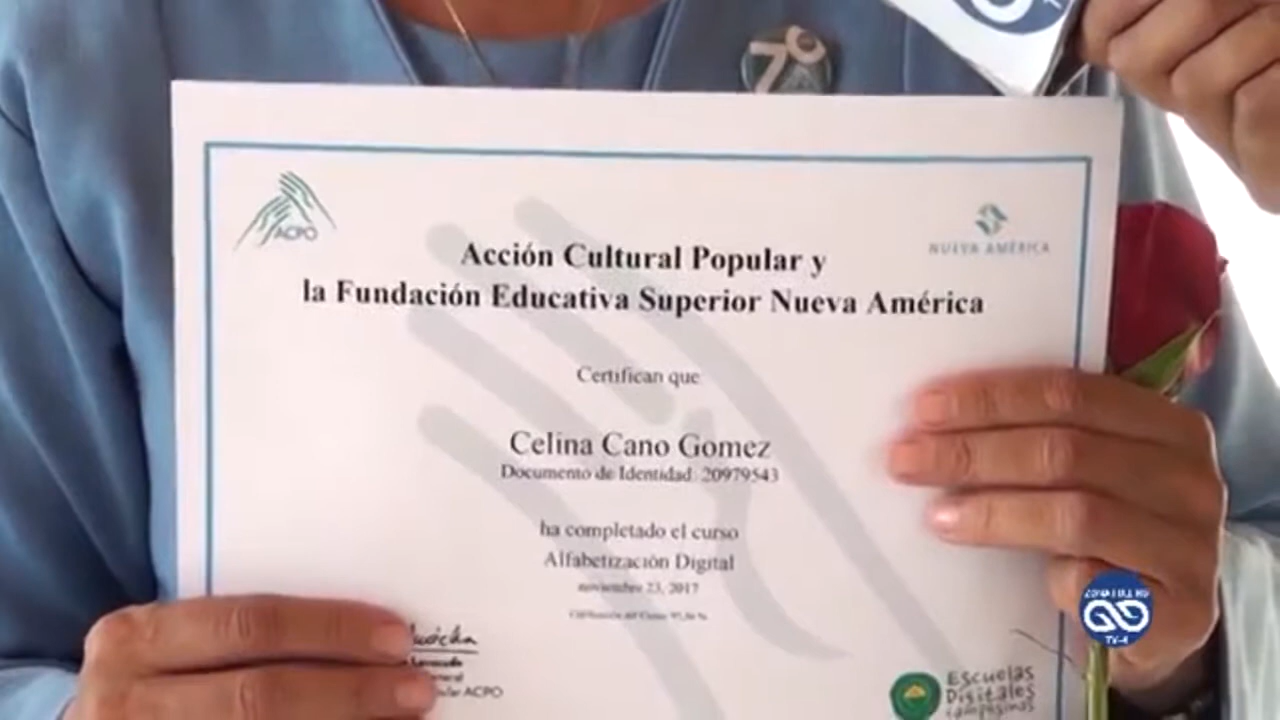 70
ACPO
NUEVA AMÉRICA
Acción Cultural Popular y
la Fundación Educativa Superior Nueva América
Certifican que
Celina Cano Gomez
Documento de Identidad: 20979543
ha completado el curso
Alfabetización Digital
noviembre 23, 2017
ACPO
Escuelas
Digitales
Campesinas
TV-4